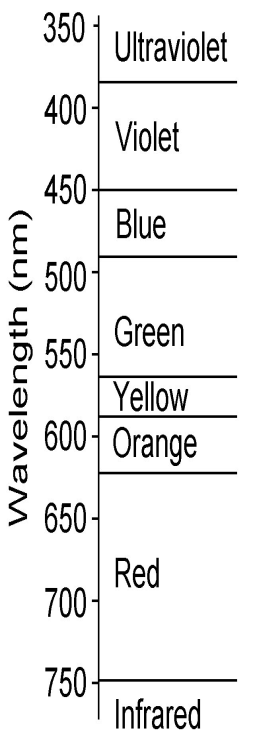 350
Ultraviolet
400
Violet
450
Blue
500
Green
550
Yellow
600
Orange
650
Red
700
750
Infrared
Wavelength (nm)